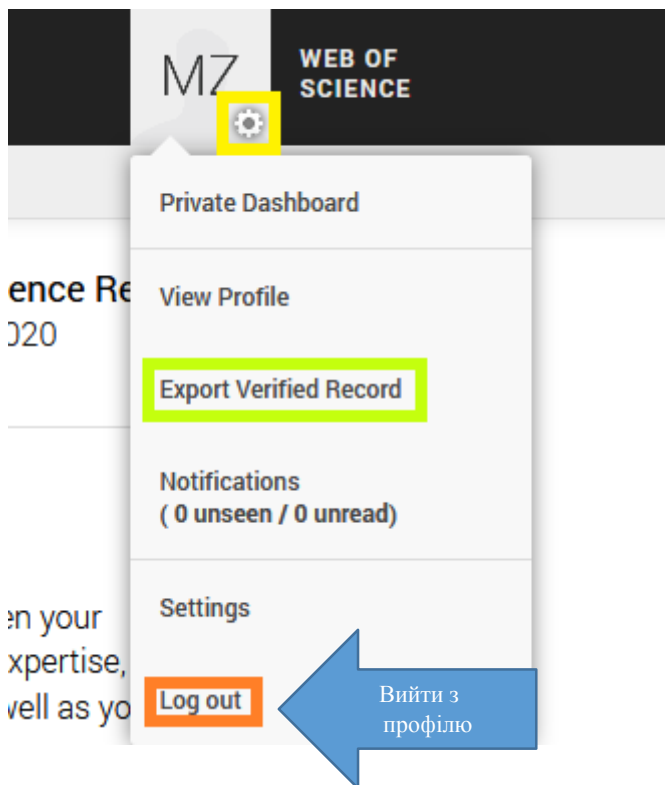 MZ
WEB OF
SCIENCE
Private Dashboard
ence Re
View Profile
020
Export Verified Record
Notifications
( 0 unseen / 0 unread)
en your
Settings
xpertise,
well as yo
Log out
Вийти з
профілю